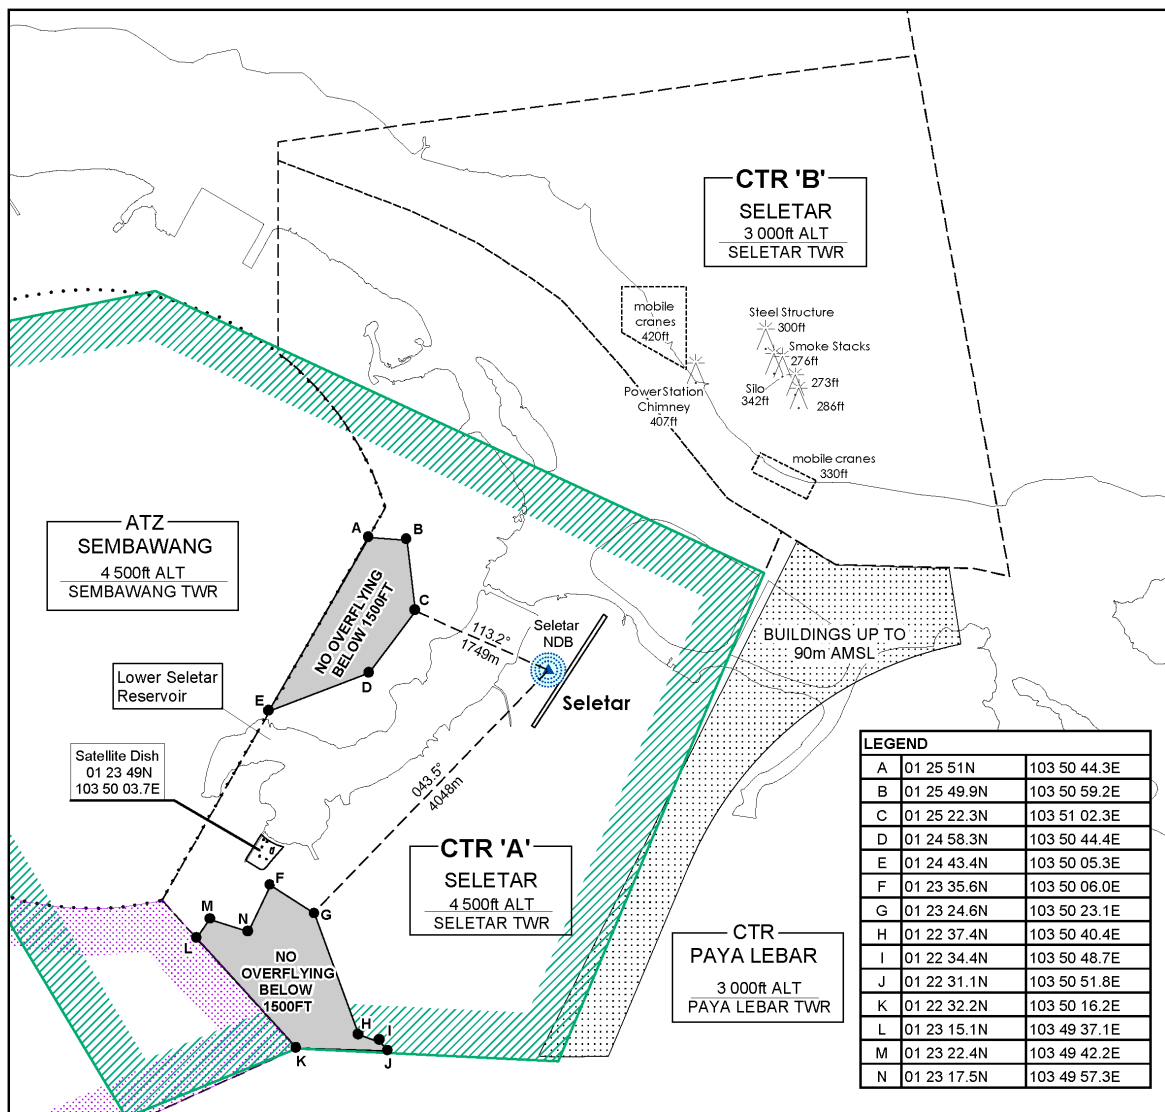 CTR 'B'
SELETAR
3 000ft ALT
SELETAR TWR
mobile
cranes
420ft
Steel Structure
300ft
Smoke Stacks
276ft
Silo
342ft
273ft
286ft
Power Station
Chimney
407ft
mobile cranes
330ft
ATZ
SEMBAWANG
4 500ft ALT
SEMBAWANG TWR
A
B
C
D
E
NO OVERFLYING
BELOW 1500FT
113.2°
1749m
Seletar
NDB
Seletar
BUILDINGS UP TO
90m AMSL
Lower Seletar
Reservoir
Satellite Dish
01 23 49N
103 50 03.7E
043.5°
4048m
CTR 'A'
SELETAR
4 500ft ALT
SELETAR TWR
F
G
M
N
L
NO
OVERFLYING
BELOW
1500FT
H
I
J
K
CTR
PAYA LEBAR
3 000ft ALT
PAYA LEBAR TWR
LEGEND
A 01 25 51N 103 50 44.3E
B 01 25 49.9N 103 50 59.2E
C 01 25 22.3N 103 51 02.3E
D 01 24 58.3N 103 50 44.4E
E 01 24 43.4N 103 50 05.3E
F 01 23 35.6N 103 50 06.0E
G 01 23 24.6N 103 50 23.1E
H 01 22 37.4N 103 50 40.4E
I 01 22 34.4N 103 50 48.7E
J 01 22 31.1N 103 50 51.8E
K 01 22 32.2N 103 50 16.2E
L 01 23 15.1N 103 49 37.1E
M 01 23 22.4N 103 49 42.2E
N 01 23 17.5N 103 49 57.3E